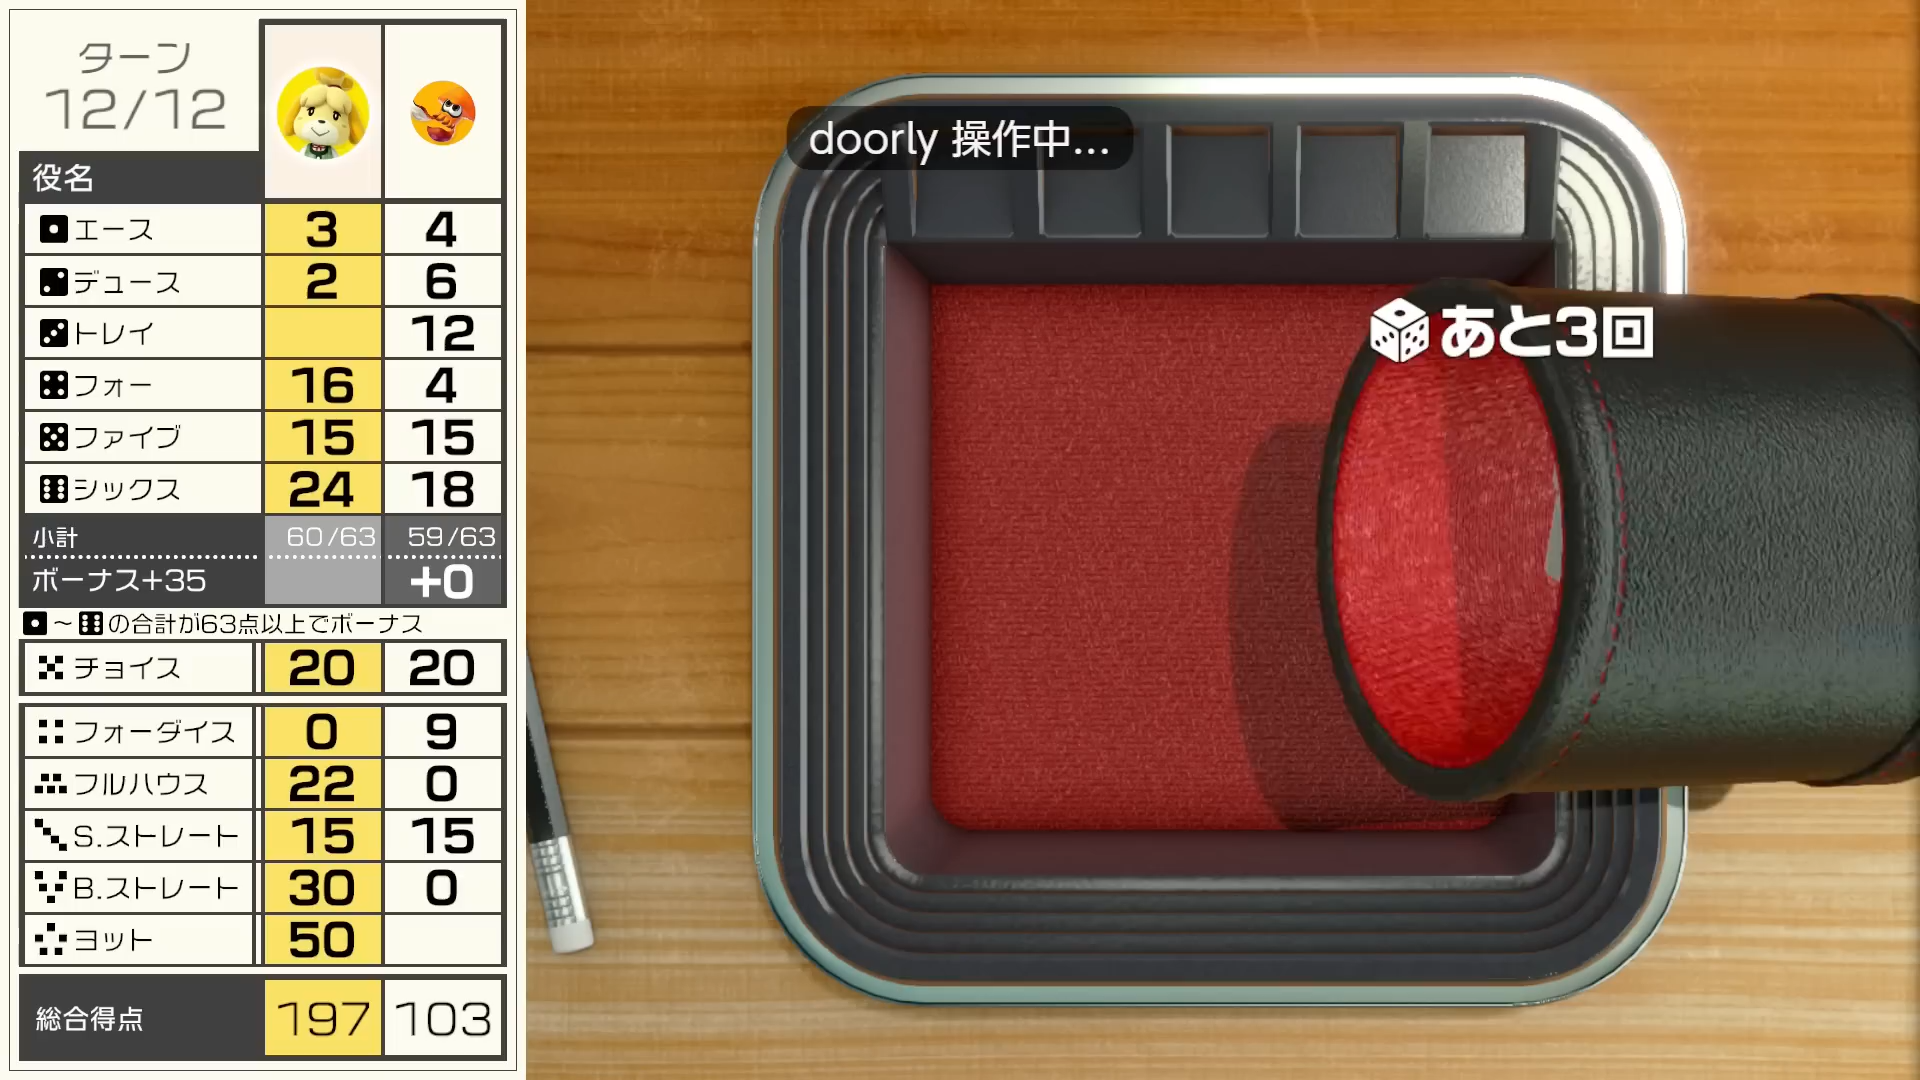 ターン
12/12
役名
エース 3 4
デュース 2 6
トレイ 12
フォー 16 4
ファイブ 15 15
シックス 24 18
小計 60/63 59/63
ボーナス+35 +0
~の合計が63点以上でボーナス
チョイス 20 20
フォーダイス 0 9
フルハウス 22 0
S.ストレート 15 15
B.ストレート 30 0
ヨット 50
総合得点 197 103
doorly 操作中...
あと3回